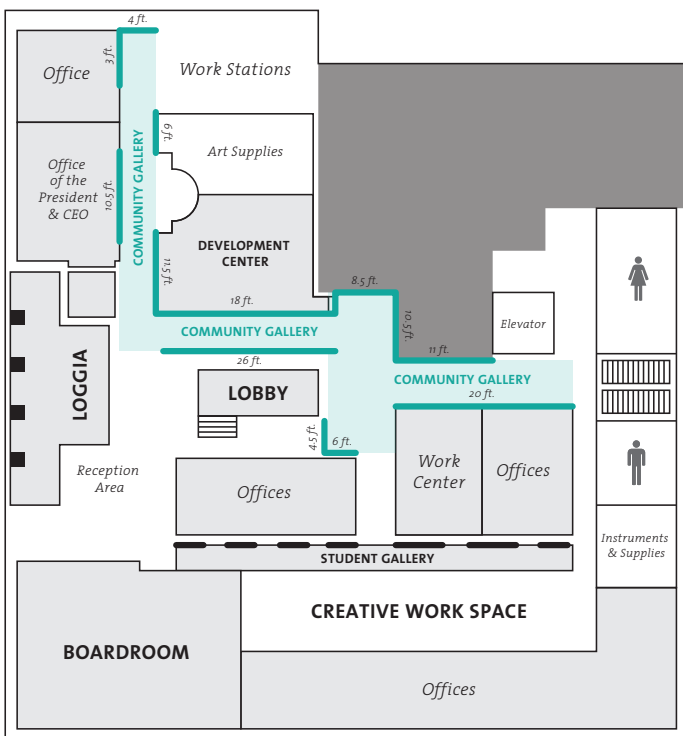 4 ft.
3 ft.
Office
Work Stations
6 ft.
COMMUNITY GALLERY
Art Supplies
Office
of the
President
& CEO
10.5 ft.
DEVELOPMENT
CENTER
11.5 ft.
18 ft.
8.5 ft.
10.5 ft.
Elevator
COMMUNITY GALLERY
26 ft.
11 ft.
COMMUNITY GALLERY
20 ft.
LOGGIA
LOBBY
4.5 ft.
6 ft.
Reception
Area
Offices
Work
Center
Offices
Instruments
& Supplies
STUDENT GALLERY
CREATIVE WORK SPACE
BOARDROOM
Offices